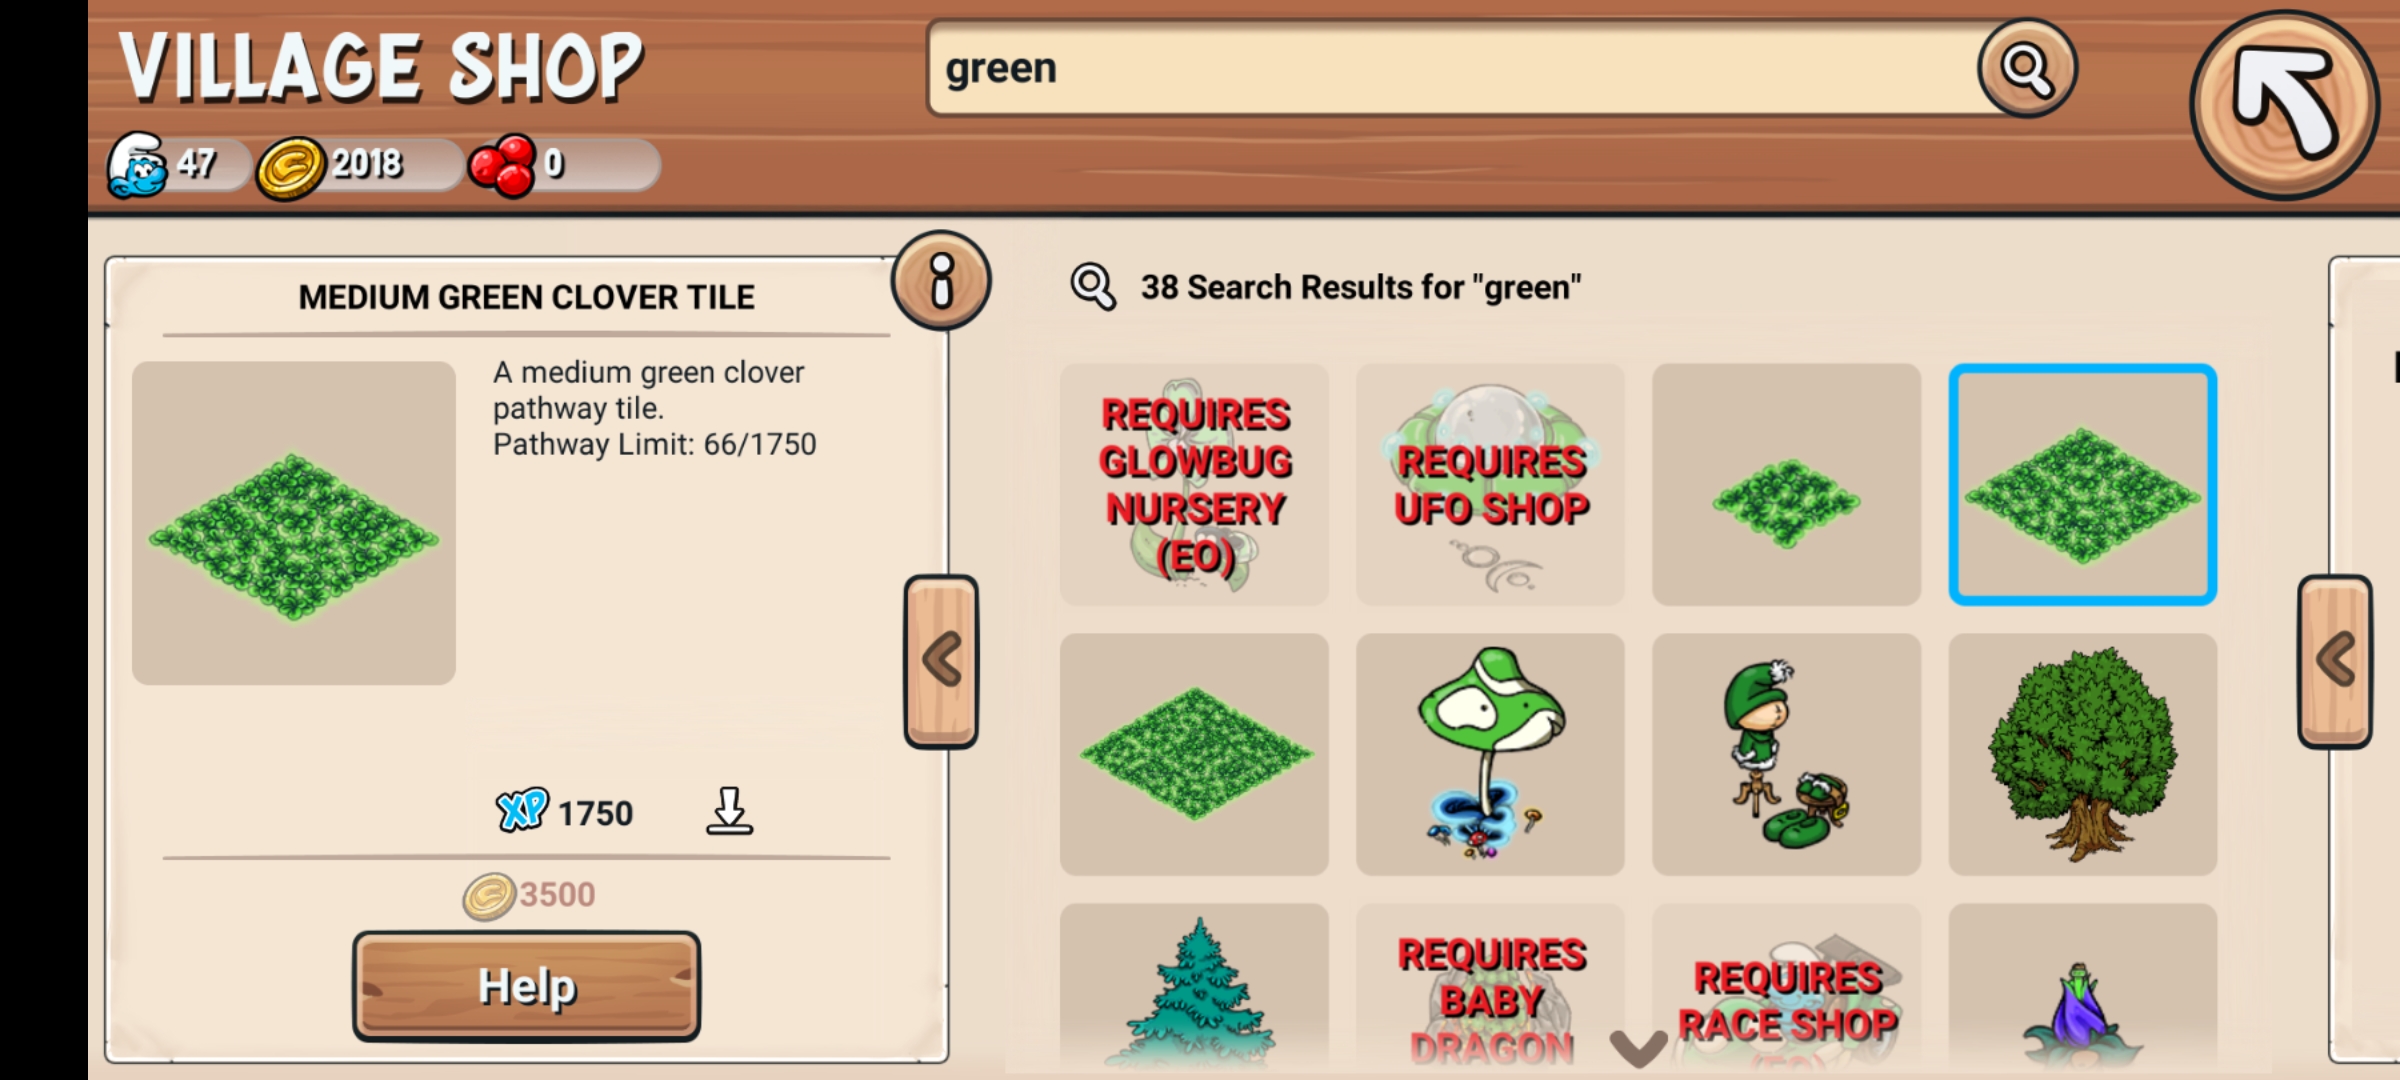 VILLAGE SHOP
green
47
2018
0
MEDIUM GREEN CLOVER TILE
A medium green clover
pathway tile.
Pathway Limit: 66/1750
XP 1750
3500
Help
38 Search Results for "green"
REQUIRES
GLOWBUG
NURSERY
(EO)
REQUIRES
UFO SHOP
REQUIRES
BABY
DRAGON
REQUIRES
RACE SHOP
(EO)